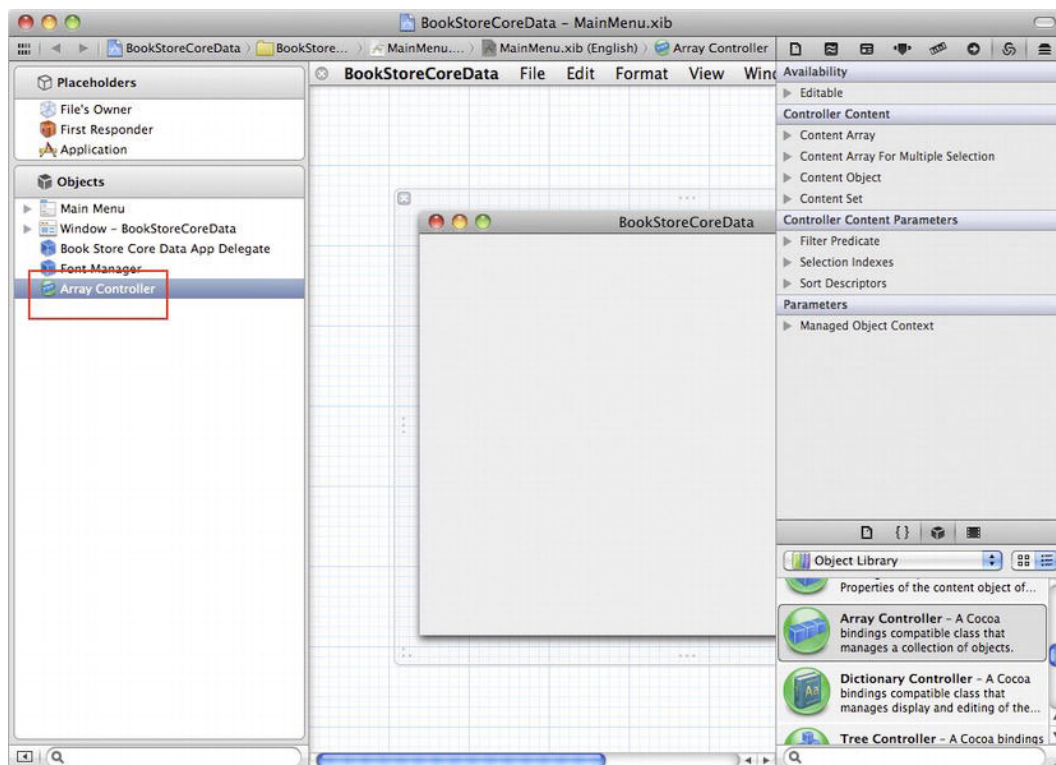 BookStoreCoreData – MainMenu.xib
BookStoreCoreData
BookStore...
MainMenu....
MainMenu.xib (English)
Array Controller
Placeholders
File's Owner
First Responder
Application
Objects
Main Menu
Window – BookStoreCoreData
Book Store Core Data App Delegate
Font Manager
Array Controller
BookStoreCoreData File Edit Format View Wind
BookStoreCoreData
Availability
Editable
Controller Content
Content Array
Content Array For Multiple Selection
Content Object
Content Set
Controller Content Parameters
Filter Predicate
Selection Indexes
Sort Descriptors
Parameters
Managed Object Context
{}
Object Library
Properties of the content object of...
Array Controller – A Cocoa
bindings compatible class that
manages a collection of objects.
Aa
Dictionary Controller – A Cocoa
bindings compatible class that
manages display and editing of the...
Tree Controller – A Cocoa bindings